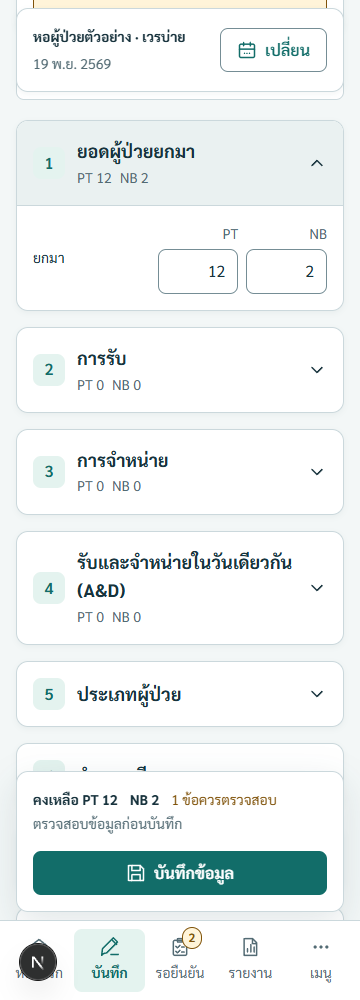 หอผู้ป่วยตัวอย่าง · เวรบ่าย
19 พ.ย. 2569
เปลี่ยน
1
ยอดผู้ป่วยยกมา
PT 12 NB 2
PT NB
ยกมา
12 2
2
การรับ
PT 0 NB 0
3
การจำหน่าย
PT 0 NB 0
4
รับและจำหน่ายในวันเดียวกัน
(A&D)
PT 0 NB 0
5
ประเภทผู้ป่วย
คงเหลือ PT 12 NB 2 1 ข้อควรตรวจสอบ
ตรวจสอบข้อมูลก่อนบันทึก
บันทึกข้อมูล
2
N
บันทึก
รอยืนยัน
รายงาน
เมนู